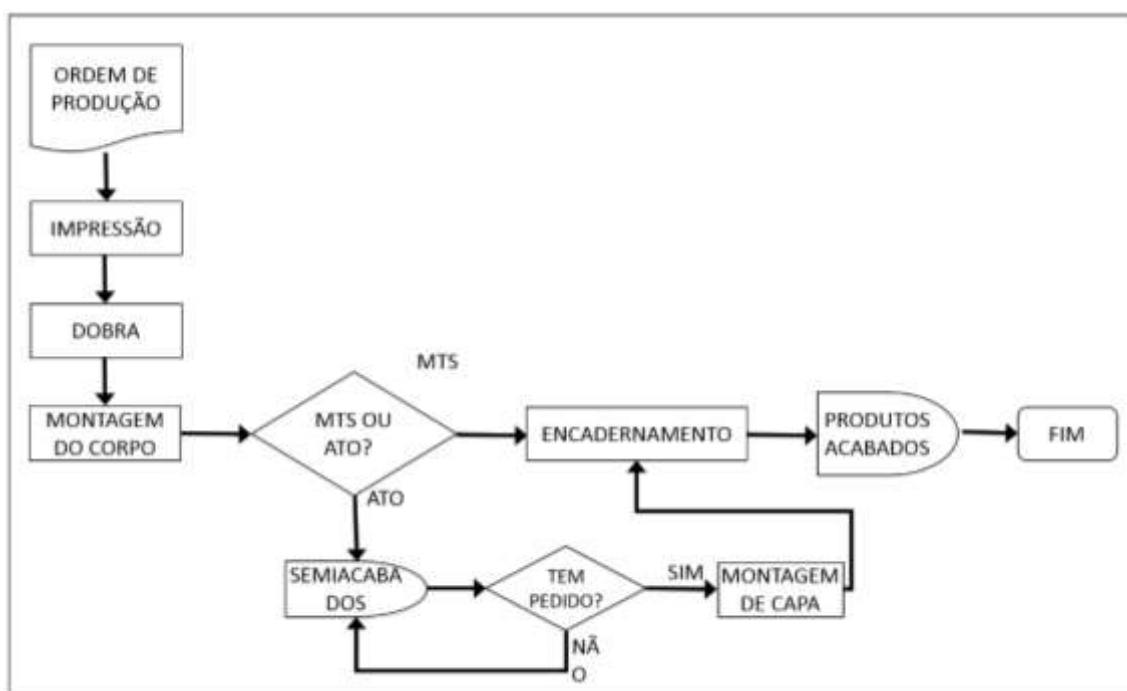 ORDEM DE
PRODUÇÃO
IMPRESSÃO
DOBRA
MONTAGEM
DO CORPO
MTS OU
ATO?
MTS
ATO
ENCADERNAMENTO
PRODUTOS
ACABADOS
FIM
SEMIACABA
DOS
TEM
PEDIDO?
SIM
NÃ
O
MONTAGEM
DE CAPA